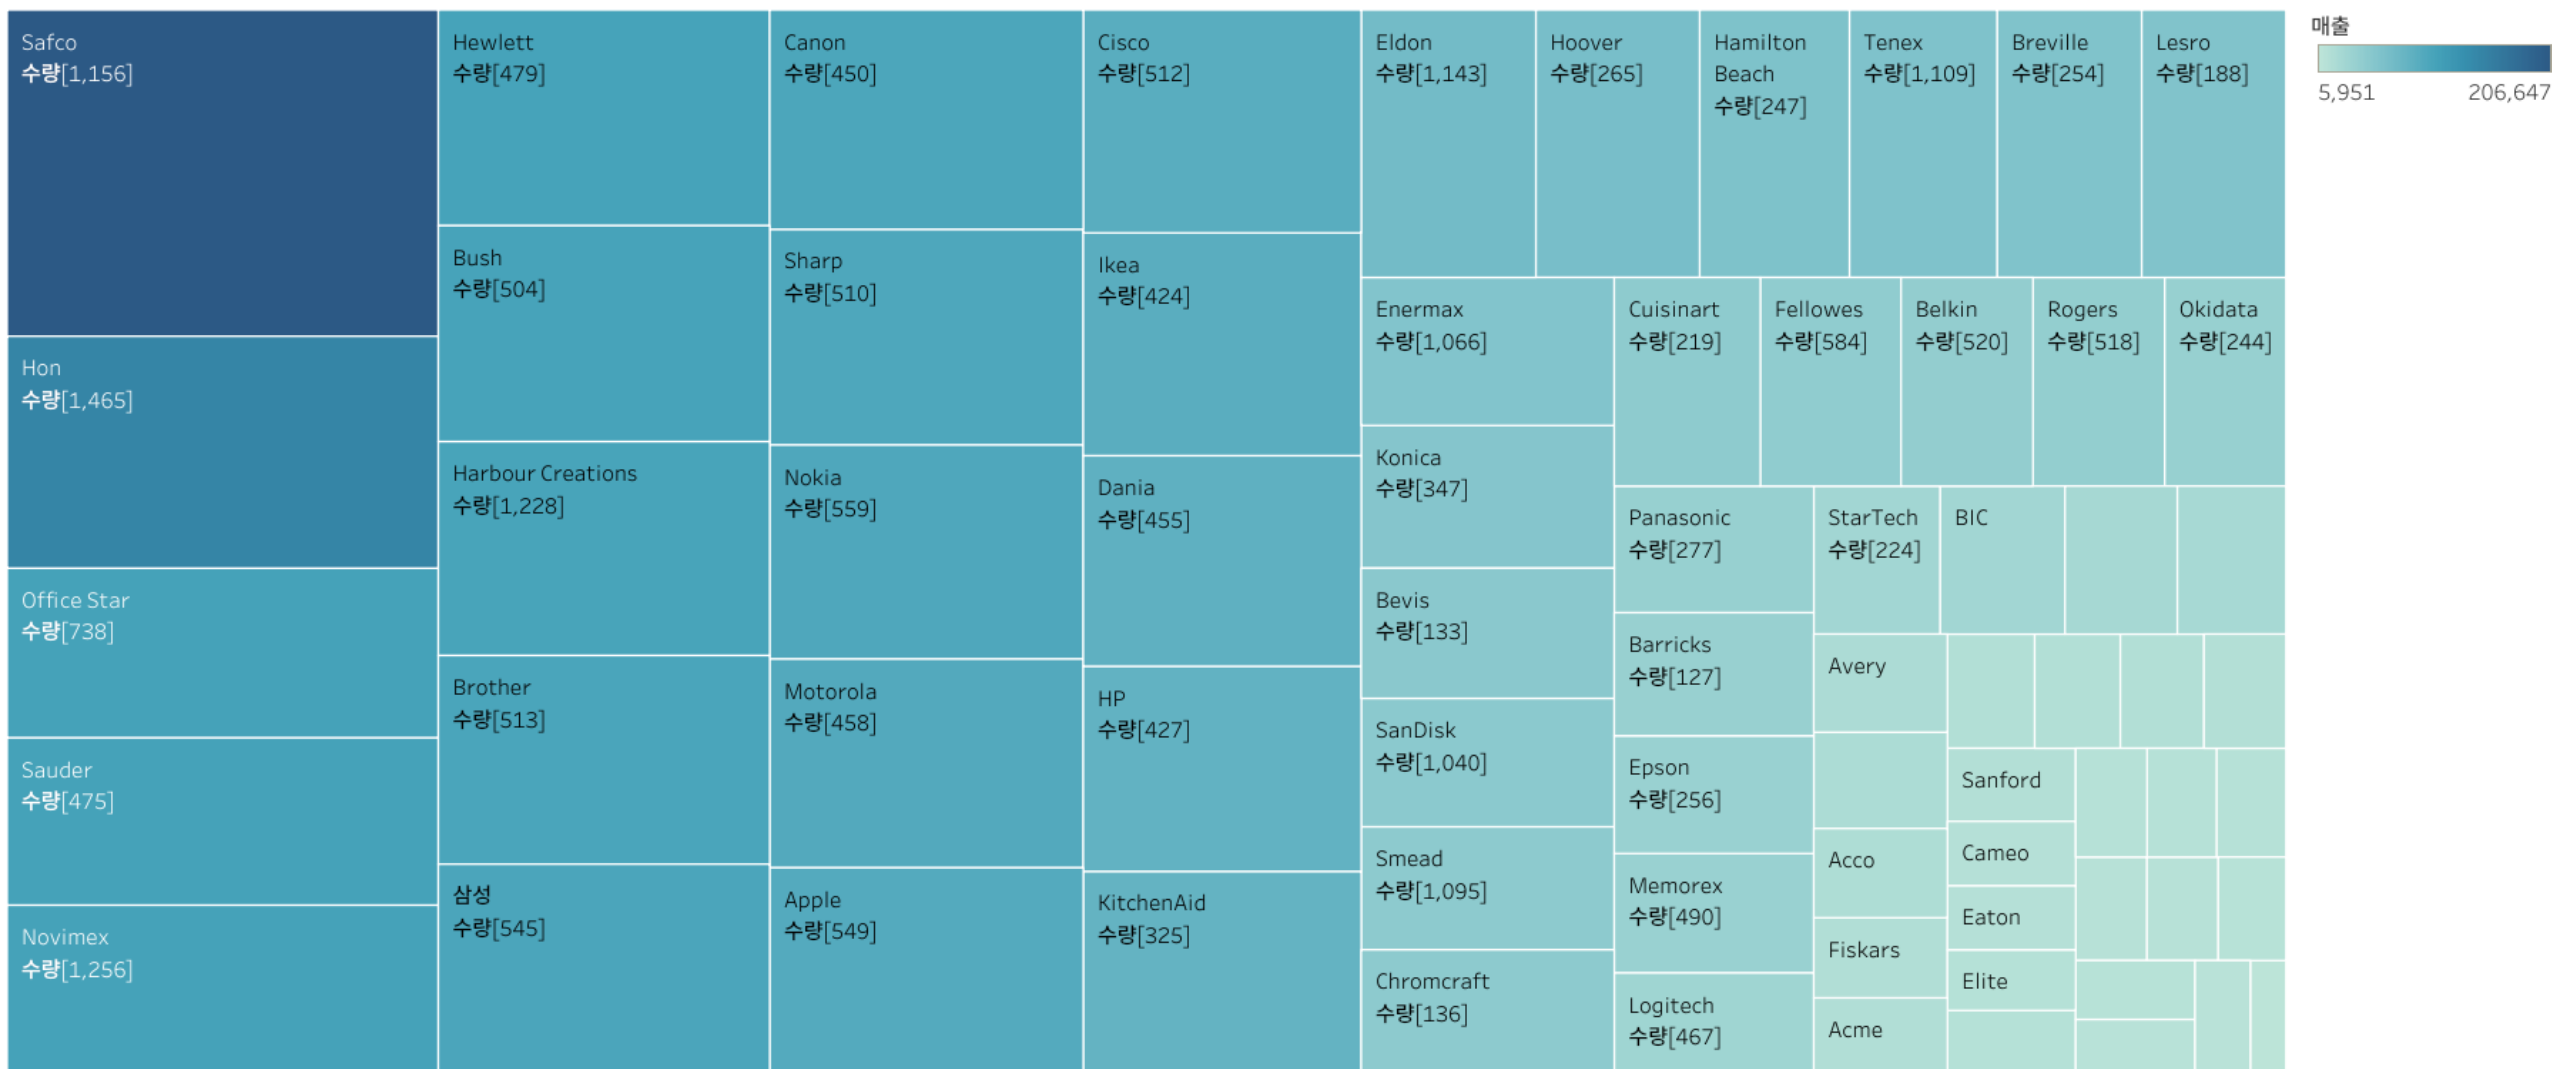 Safco
수량[1,156]
Hon
수량[1,465]
Office Star
수량[738]
Sauder
수량[475]
Novimex
수량[1,256]
Hewlett
수량[479]
Bush
수량[504]
Harbour Creations
수량[1,228]
Brother
수량[513]
삼성
수량[545]
Canon
수량[450]
Sharp
수량[510]
Nokia
수량[559]
Motorola
수량[458]
Apple
수량[549]
Cisco
수량[512]
Ikea
수량[424]
Dania
수량[455]
HP
수량[427]
KitchenAid
수량[325]
Eldon
수량[1,143]
Hoover
수량[265]
Hamilton
Beach
수량[247]
Tenex
수량[1,109]
Breville
수량[254]
Lesro
수량[188]
Enermax
수량[1,066]
Konica
수량[347]
Bevis
수량[133]
SanDisk
수량[1,040]
Smead
수량[1,095]
Chromcraft
수량[136]
Cuisinart
수량[219]
Fellowes
수량[584]
Belkin
수량[520]
Rogers
수량[518]
Okidata
수량[244]
Panasonic
수량[277]
Barricks
수량[127]
Epson
수량[256]
Memorex
수량[490]
Logitech
수량[467]
StarTech
수량[224]
BIC
Avery
Acco
Fiskars
Acme
Sanford
Cameo
Eaton
Elite
매출
5,951
206,647